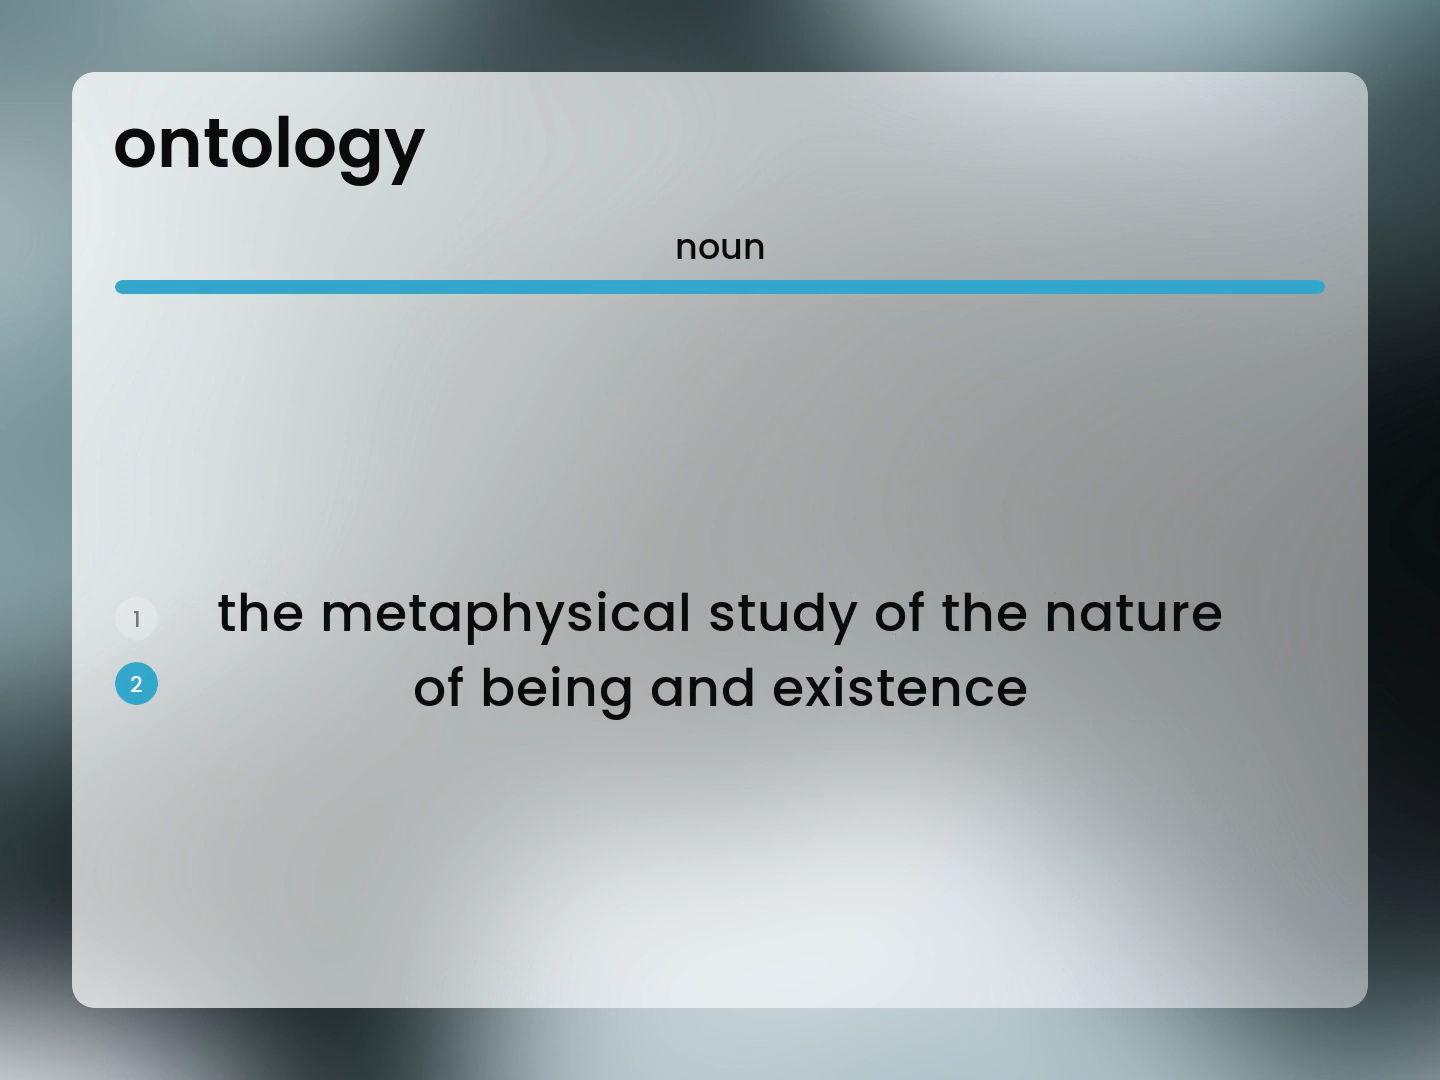 ontology
noun
1
the metaphysical study of the nature
2
of being and existence